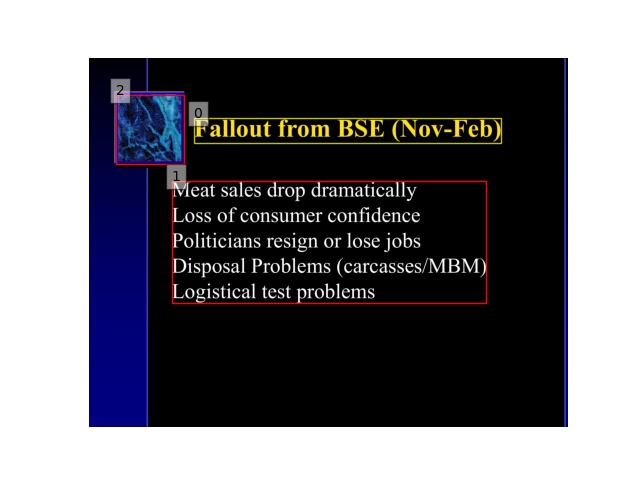 2
0
Fallout from BSE (Nov-Feb)
1
Meat sales drop dramatically
Loss of consumer confidence
Politicians resign or lose jobs
Disposal Problems (carcasses/MBM)
Logistical test problems